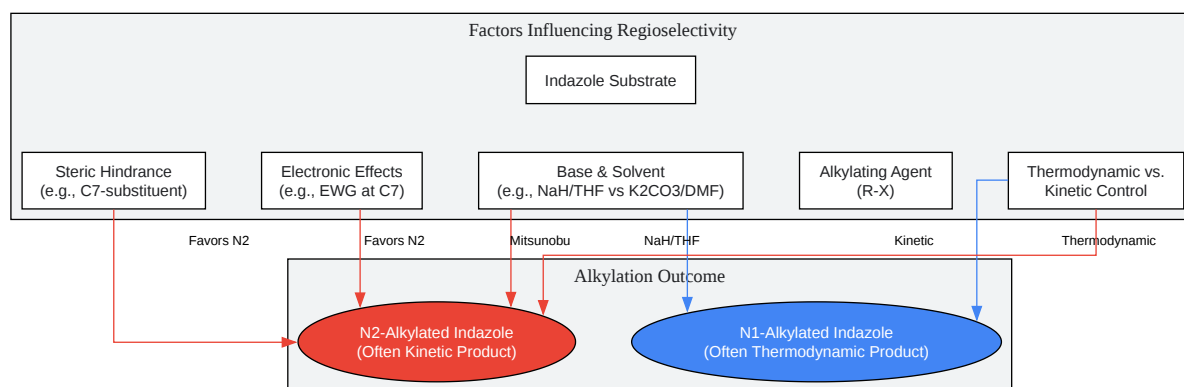 Factors Influencing Regioselectivity
Indazole Substrate
Steric Hindrance
(e.g., C7-substituent)
Electronic Effects
(e.g., EWG at C7)
Base & Solvent
(e.g., NaH/THF vs K2CO3/DMF)
Alkylating Agent
(R-X)
Thermodynamic vs.
Kinetic Control
Favors N2
Favors N2
Mitsunobu
NaH/THF
Kinetic
Thermodynamic
Alkylation Outcome
N2-Alkylated Indazole
(Often Kinetic Product)
N1-Alkylated Indazole
(Often Thermodynamic Product)